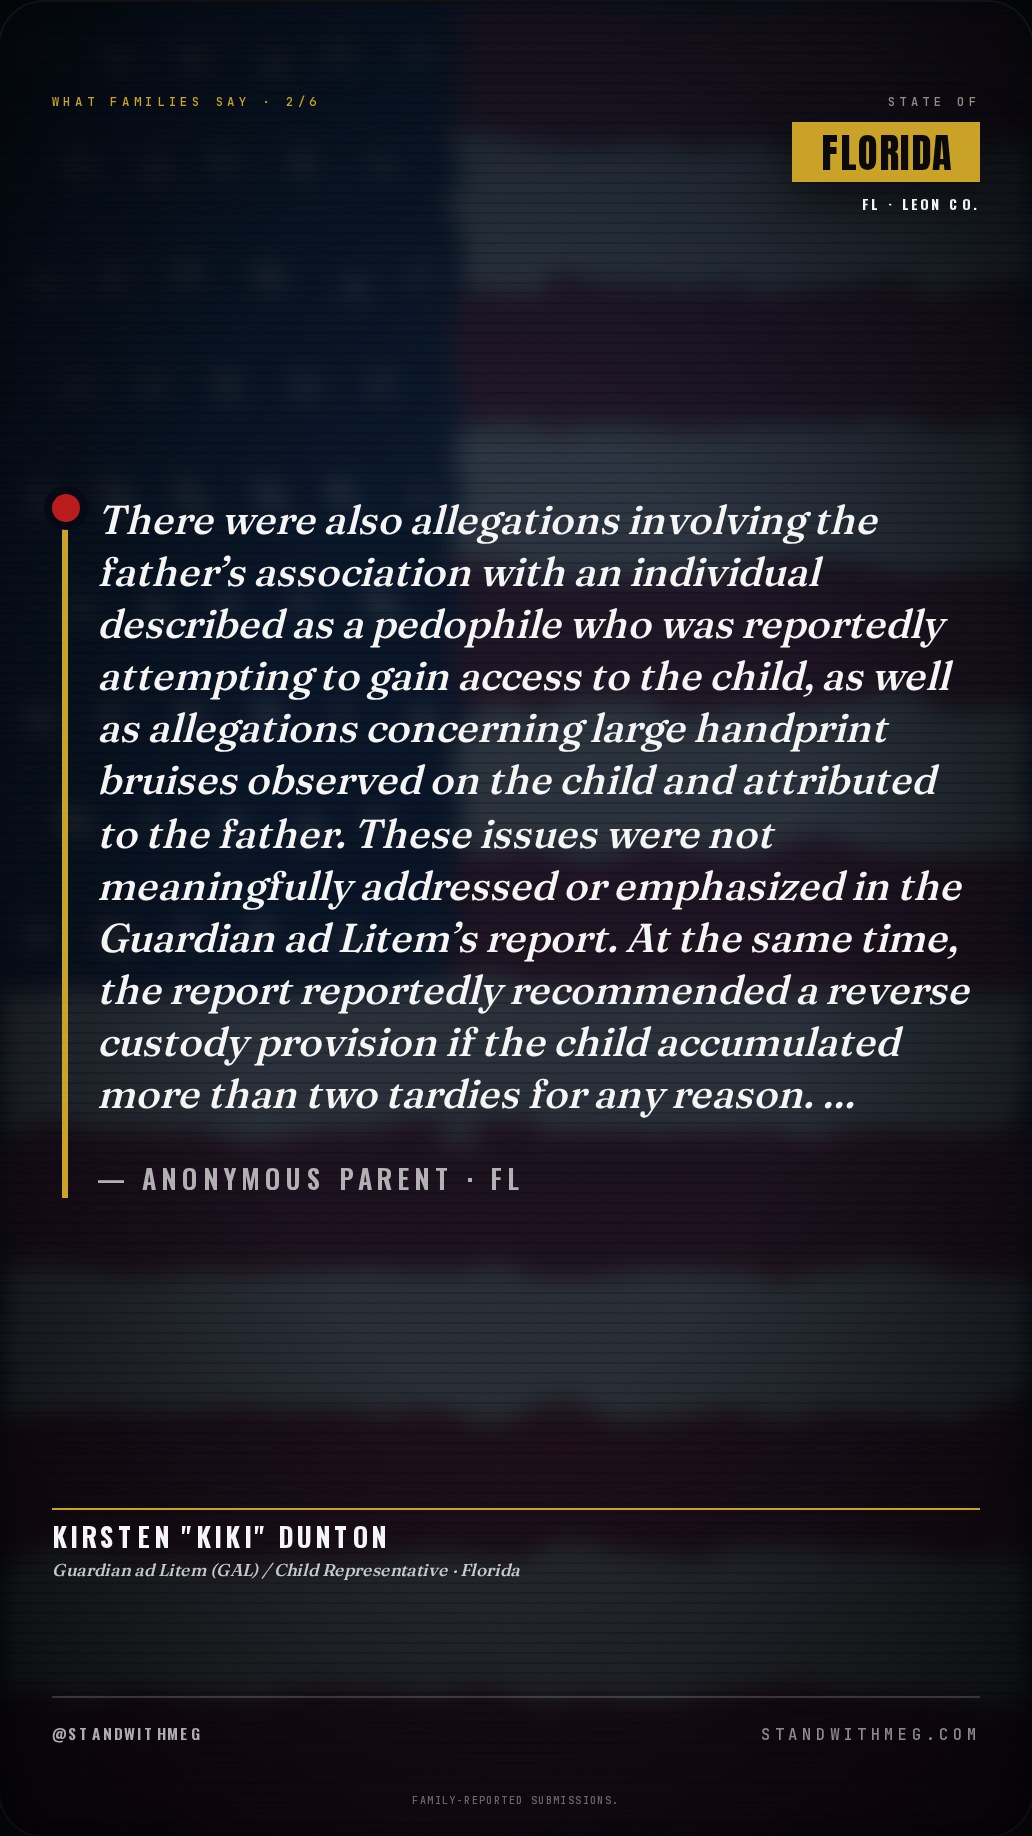 WHAT FAMILIES SAY · 2/6
STATE OF
FLORIDA
FL · LEON CO.
There were also allegations involving the
father’s association with an individual
described as a pedophile who was reportedly
attempting to gain access to the child, as well
as allegations concerning large handprint
bruises observed on the child and attributed
to the father. These issues were not
meaningfully addressed or emphasized in the
Guardian ad Litem’s report. At the same time,
the report reportedly recommended a reverse
custody provision if the child accumulated
more than two tardies for any reason. ...
— ANONYMOUS PARENT · FL
KIRSTEN "KIKI" DUNTON
Guardian ad Litem (GAL) / Child Representative · Florida
@STANDWITHMEG
STANDWITHMEG.COM
FAMILY-REPORTED SUBMISSIONS.